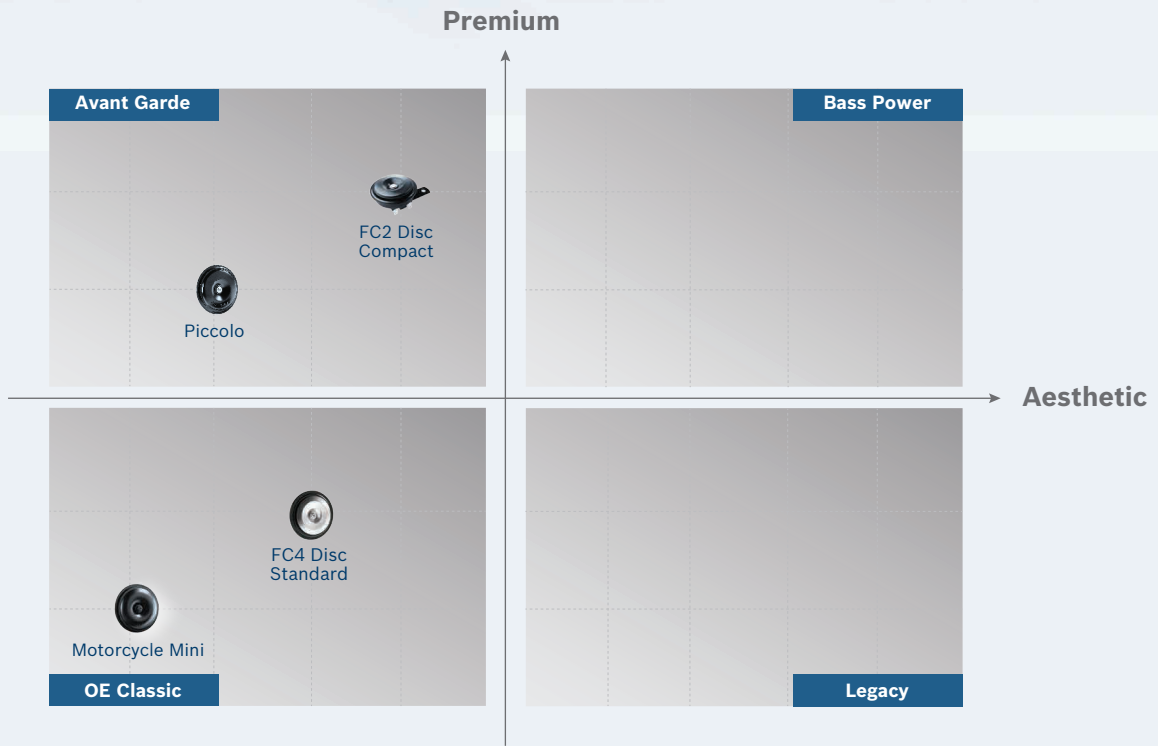 Premium
Avant Garde
Bass Power
FC2 Disc
Compact
Piccolo
Aesthetic
FC4 Disc
Standard
Motorcycle Mini
OE Classic
Legacy